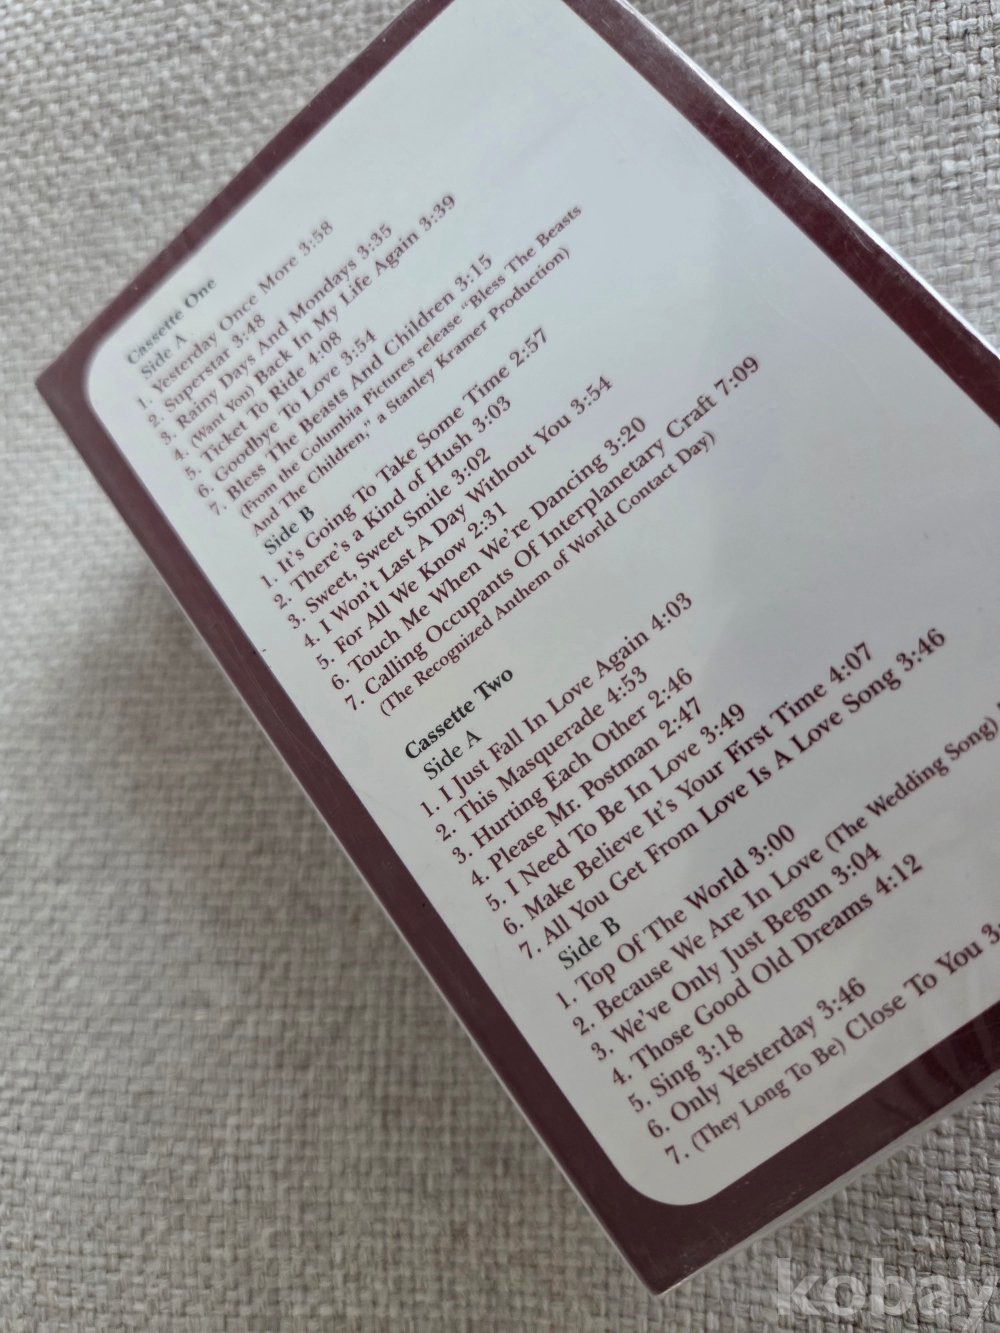 Cassette One
Side A
1. Yesterday Once More 3:58
2. Superstar 3:48
3. Rainy Days And Mondays 3:35
4. (Want You) Back In My Life Again 3:39
5. Ticket To Ride 4:08
6. Goodbye To Love 3:54
7. Bless The Beasts And Children 3:15
(From the Columbia Pictures release "Bless The Beasts
And The Children," a Stanley Kramer Production)
Side B
1. It's Going To Take Some Time 2:57
2. There's a Kind of Hush 3:03
3. Sweet, Sweet Smile 3:02
4. I Won't Last A Day Without You 3:54
5. For All We Know 2:31
6. Touch Me When We're Dancing 3:20
7. Calling Occupants Of Interplanetary Craft 7:09
(The Recognized Anthem of World Contact Day)
Cassette Two
Side A
1. I Just Fall In Love Again 4:03
2. This Masquerade 4:53
3. Hurting Each Other 2:46
4. Please Mr. Postman 2:47
5. I Need To Be In Love 3:49
6. Make Believe It's Your First Time 4:07
7. All You Get From Love Is A Love Song 3:46
Side B
1. Top Of The World 3:00
2. Because We Are In Love (The Wedding Song)
3. We've Only Just Begun 3:04
4. Those Good Old Dreams 4:12
5. Sing 3:18
6. Only Yesterday 3:46
7. (They Long To Be) Close To You
kobay